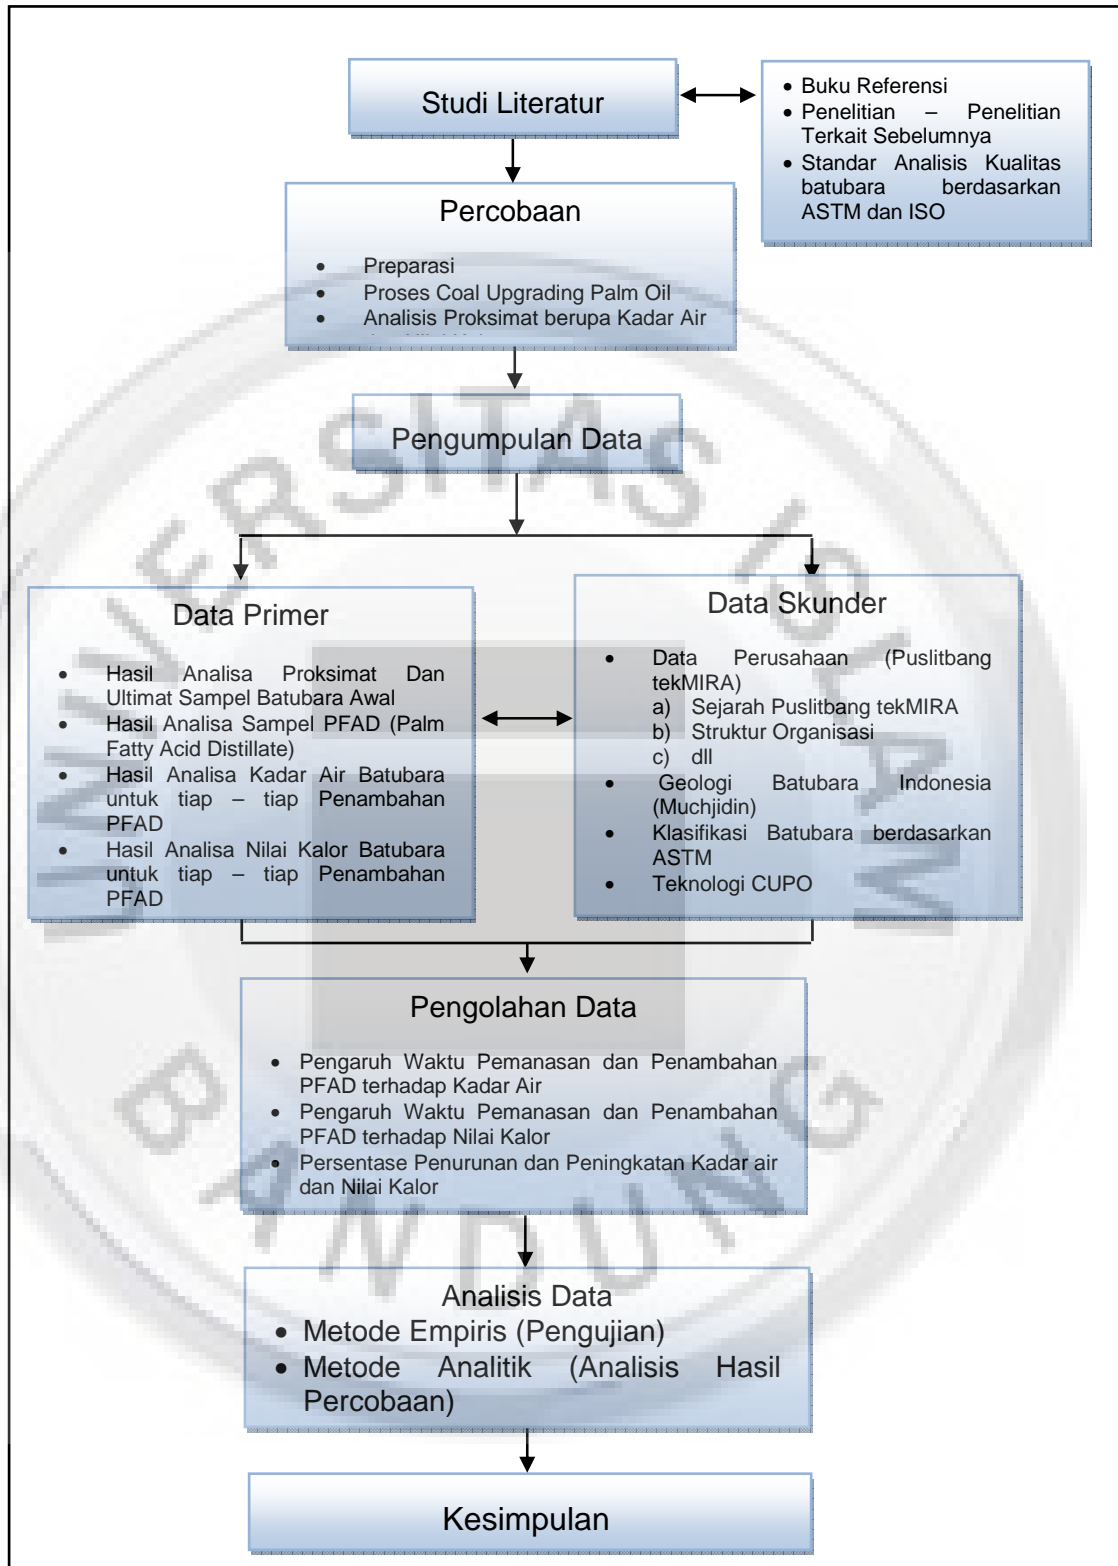 Studi Literatur
• Buku Referensi
• Penelitian – Penelitian
Terkait Sebelumnya
• Standar Analisis Kualitas
batubara berdasarkan
ASTM dan ISO
Percobaan
• Preparasi
• Proses Coal Upgrading Palm Oil
• Analisis Proksimat berupa Kadar Air
Pengumpulan Data
Data Primer
• Hasil Analisa Proksimat Dan
Ultimat Sampel Batubara Awal
• Hasil Analisa Sampel PFAD (Palm
Fatty Acid Distillate)
• Hasil Analisa Kadar Air Batubara
untuk tiap – tiap Penambahan
PFAD
• Hasil Analisa Nilai Kalor Batubara
untuk tiap – tiap Penambahan
PFAD
Data Skunder
• Data Perusahaan (Puslitbang
tekMIRA)
a) Sejarah Puslitbang tekMIRA
b) Struktur Organisasi
c) dll
• Geologi Batubara Indonesia
(Muchjidin)
• Klasifikasi Batubara berdasarkan
ASTM
• Teknologi CUPO
Pengolahan Data
• Pengaruh Waktu Pemanasan dan Penambahan
PFAD terhadap Kadar Air
• Pengaruh Waktu Pemanasan dan Penambahan
PFAD terhadap Nilai Kalor
• Persentase Penurunan dan Peningkatan Kadar air
dan Nilai Kalor
Analisis Data
• Metode Empiris (Pengujian)
• Metode Analitik (Analisis Hasil
Percobaan)
Kesimpulan
UNIVERSITAS ISLAM
BANDUNG